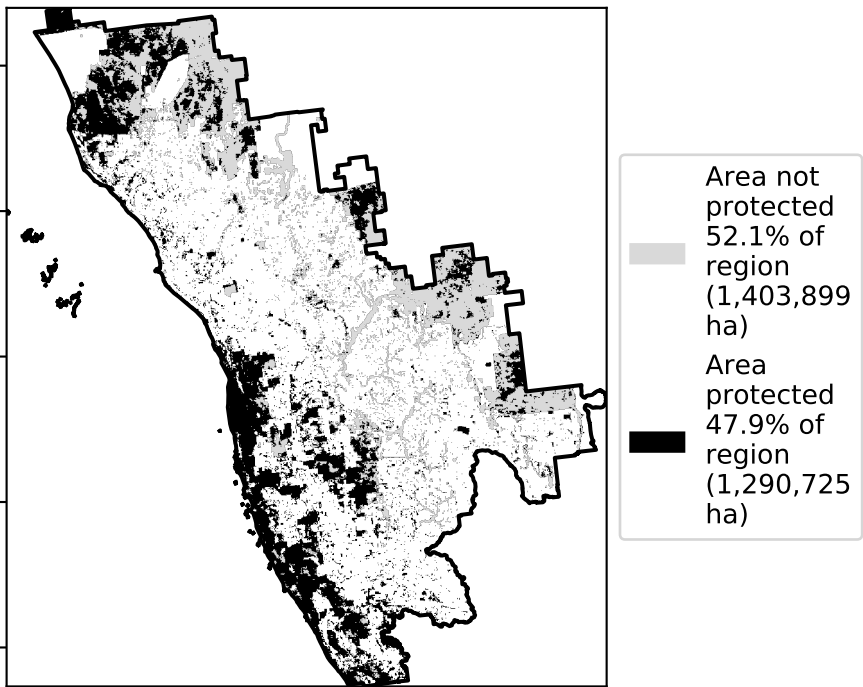 Area not
protected
52.1% of
region
(1,403,899
ha)
Area
protected
47.9% of
region
(1,290,725
ha)